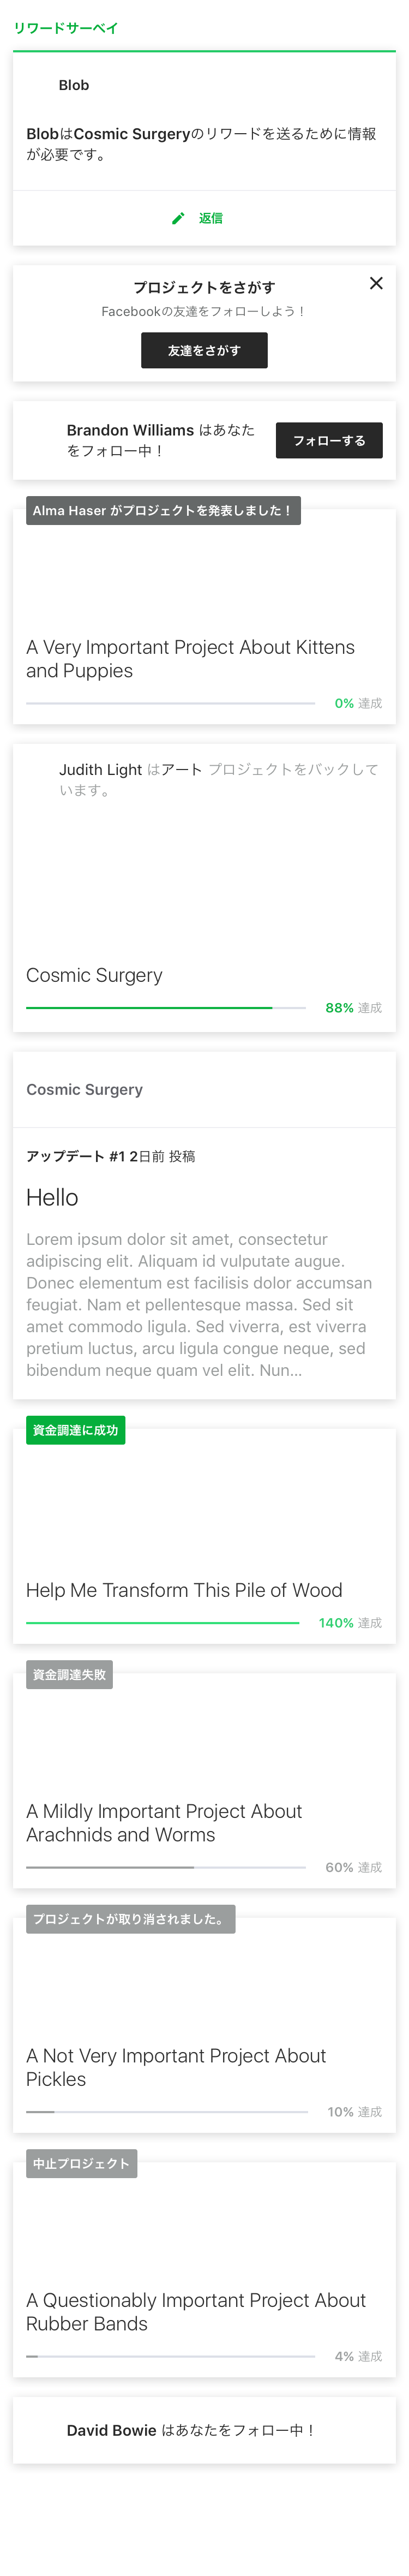 リワードサーベイ
Blob
BlobはCosmic Surgeryのリワードを送るために情報
が必要です。
返信
プロジェクトをさがす
Facebookの友達をフォローしよう！
友達をさがす
Brandon Williams はあなた
をフォロー中！
フォローする
Alma Haser がプロジェクトを発表しました！
A Very Important Project About Kittens
and Puppies
0% 達成
Judith Light はアート プロジェクトをバックして
います。
Cosmic Surgery
88% 達成
Cosmic Surgery
アップデート #1 2日前 投稿
Hello
Lorem ipsum dolor sit amet, consectetur
adipiscing elit. Aliquam id vulputate augue.
Donec elementum est facilisis dolor accumsan
feugiat. Nam et pellentesque massa. Sed sit
amet commodo ligula. Sed viverra, est viverra
pretium luctus, arcu ligula congue neque, sed
bibendum neque quam vel elit. Nun...
資金調達に成功
Help Me Transform This Pile of Wood
140% 達成
資金調達失敗
A Mildly Important Project About
Arachnids and Worms
60% 達成
プロジェクトが取り消されました。
A Not Very Important Project About
Pickles
10% 達成
中止プロジェクト
A Questionably Important Project About
Rubber Bands
4% 達成
David Bowie はあなたをフォロー中！